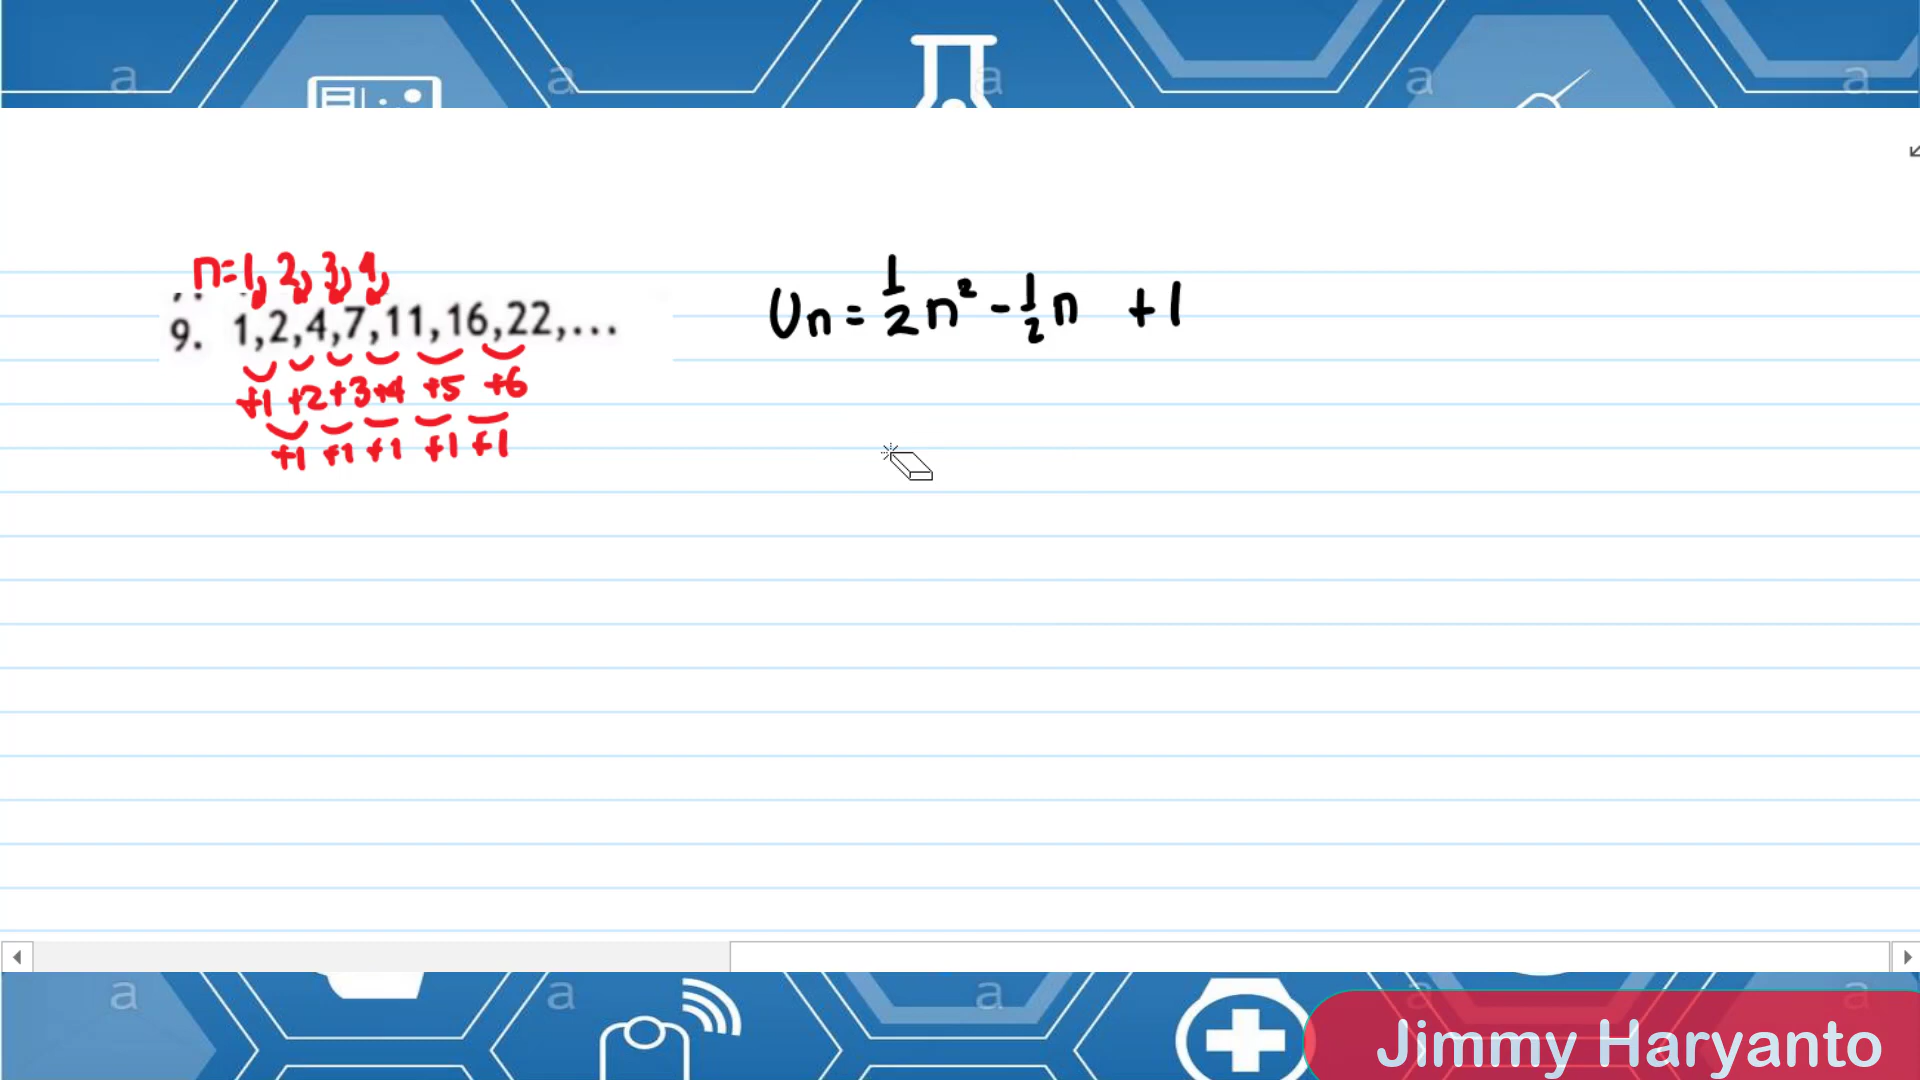 n=1, 2, 3, 4,
9. 1,2,4,7,11,16,22,...
+1 +2 +3 +4 +5 +6
+1 +1 +1 +1 +1
Un = 1/2 n² - 1/2 n + 1
a a a a a
a a a a a
Jimmy Haryanto